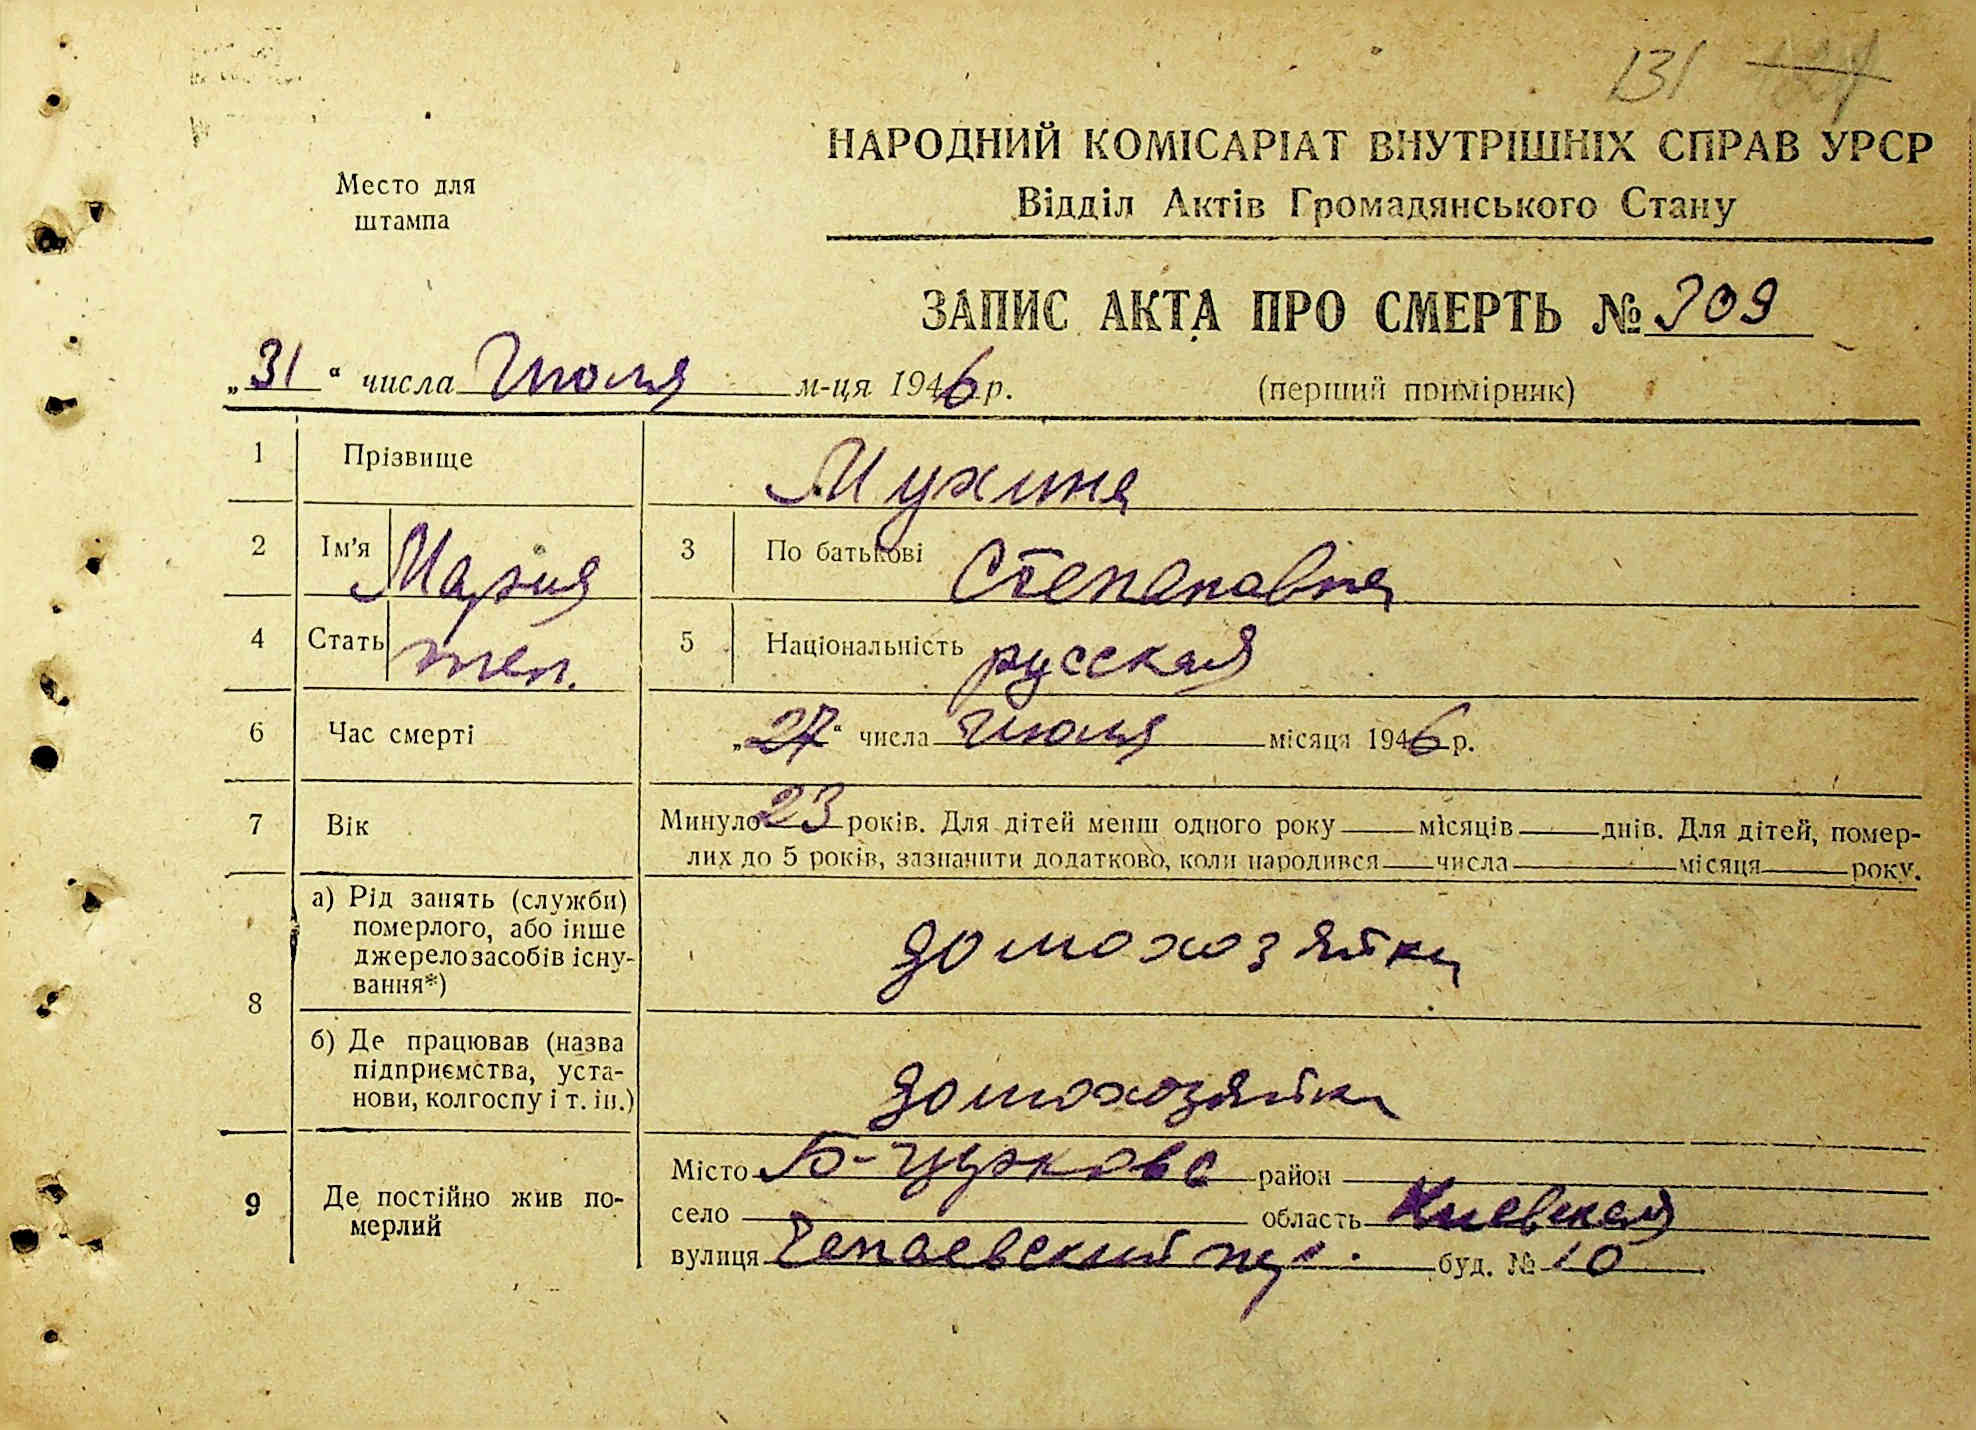 131 127
НАРОДНИЙ КОМІСАРІАТ ВНУТРІШНІХ СПРАВ УРСР
Место для
штампа
Відділ Актів Громадянського Стану
ЗАПИС АКТА ПРО СМЕРТЬ № 309
„31“ числа Июля м-ця 1946 р.
(перший примірник)
1 Прізвище Мухина
2 Ім'я Мария 3 По батькові Степановна
4 Стать жен. 5 Національність русская
6 Час смерті „27“ числа Июля місяця 1946 р.
7 Вік Минуло 23 років. Для дітей менш одного року місяців днів. Для дітей, помер-
лих до 5 років, зазначити додатково, коли народився числа місяця року.
8 а) Рід занять (служби)
померлого, або інше
джерело засобів існу-
вання*)
домохозяйка
б) Де працював (назва
підприємства, уста-
нови, колгоспу і т. ін.)
домохозяйка
9 Де постійно жив по-
мерлий
Місто Б-Церковь район
село область Киевская
вулиця Чапаевский пер. буд. № 10